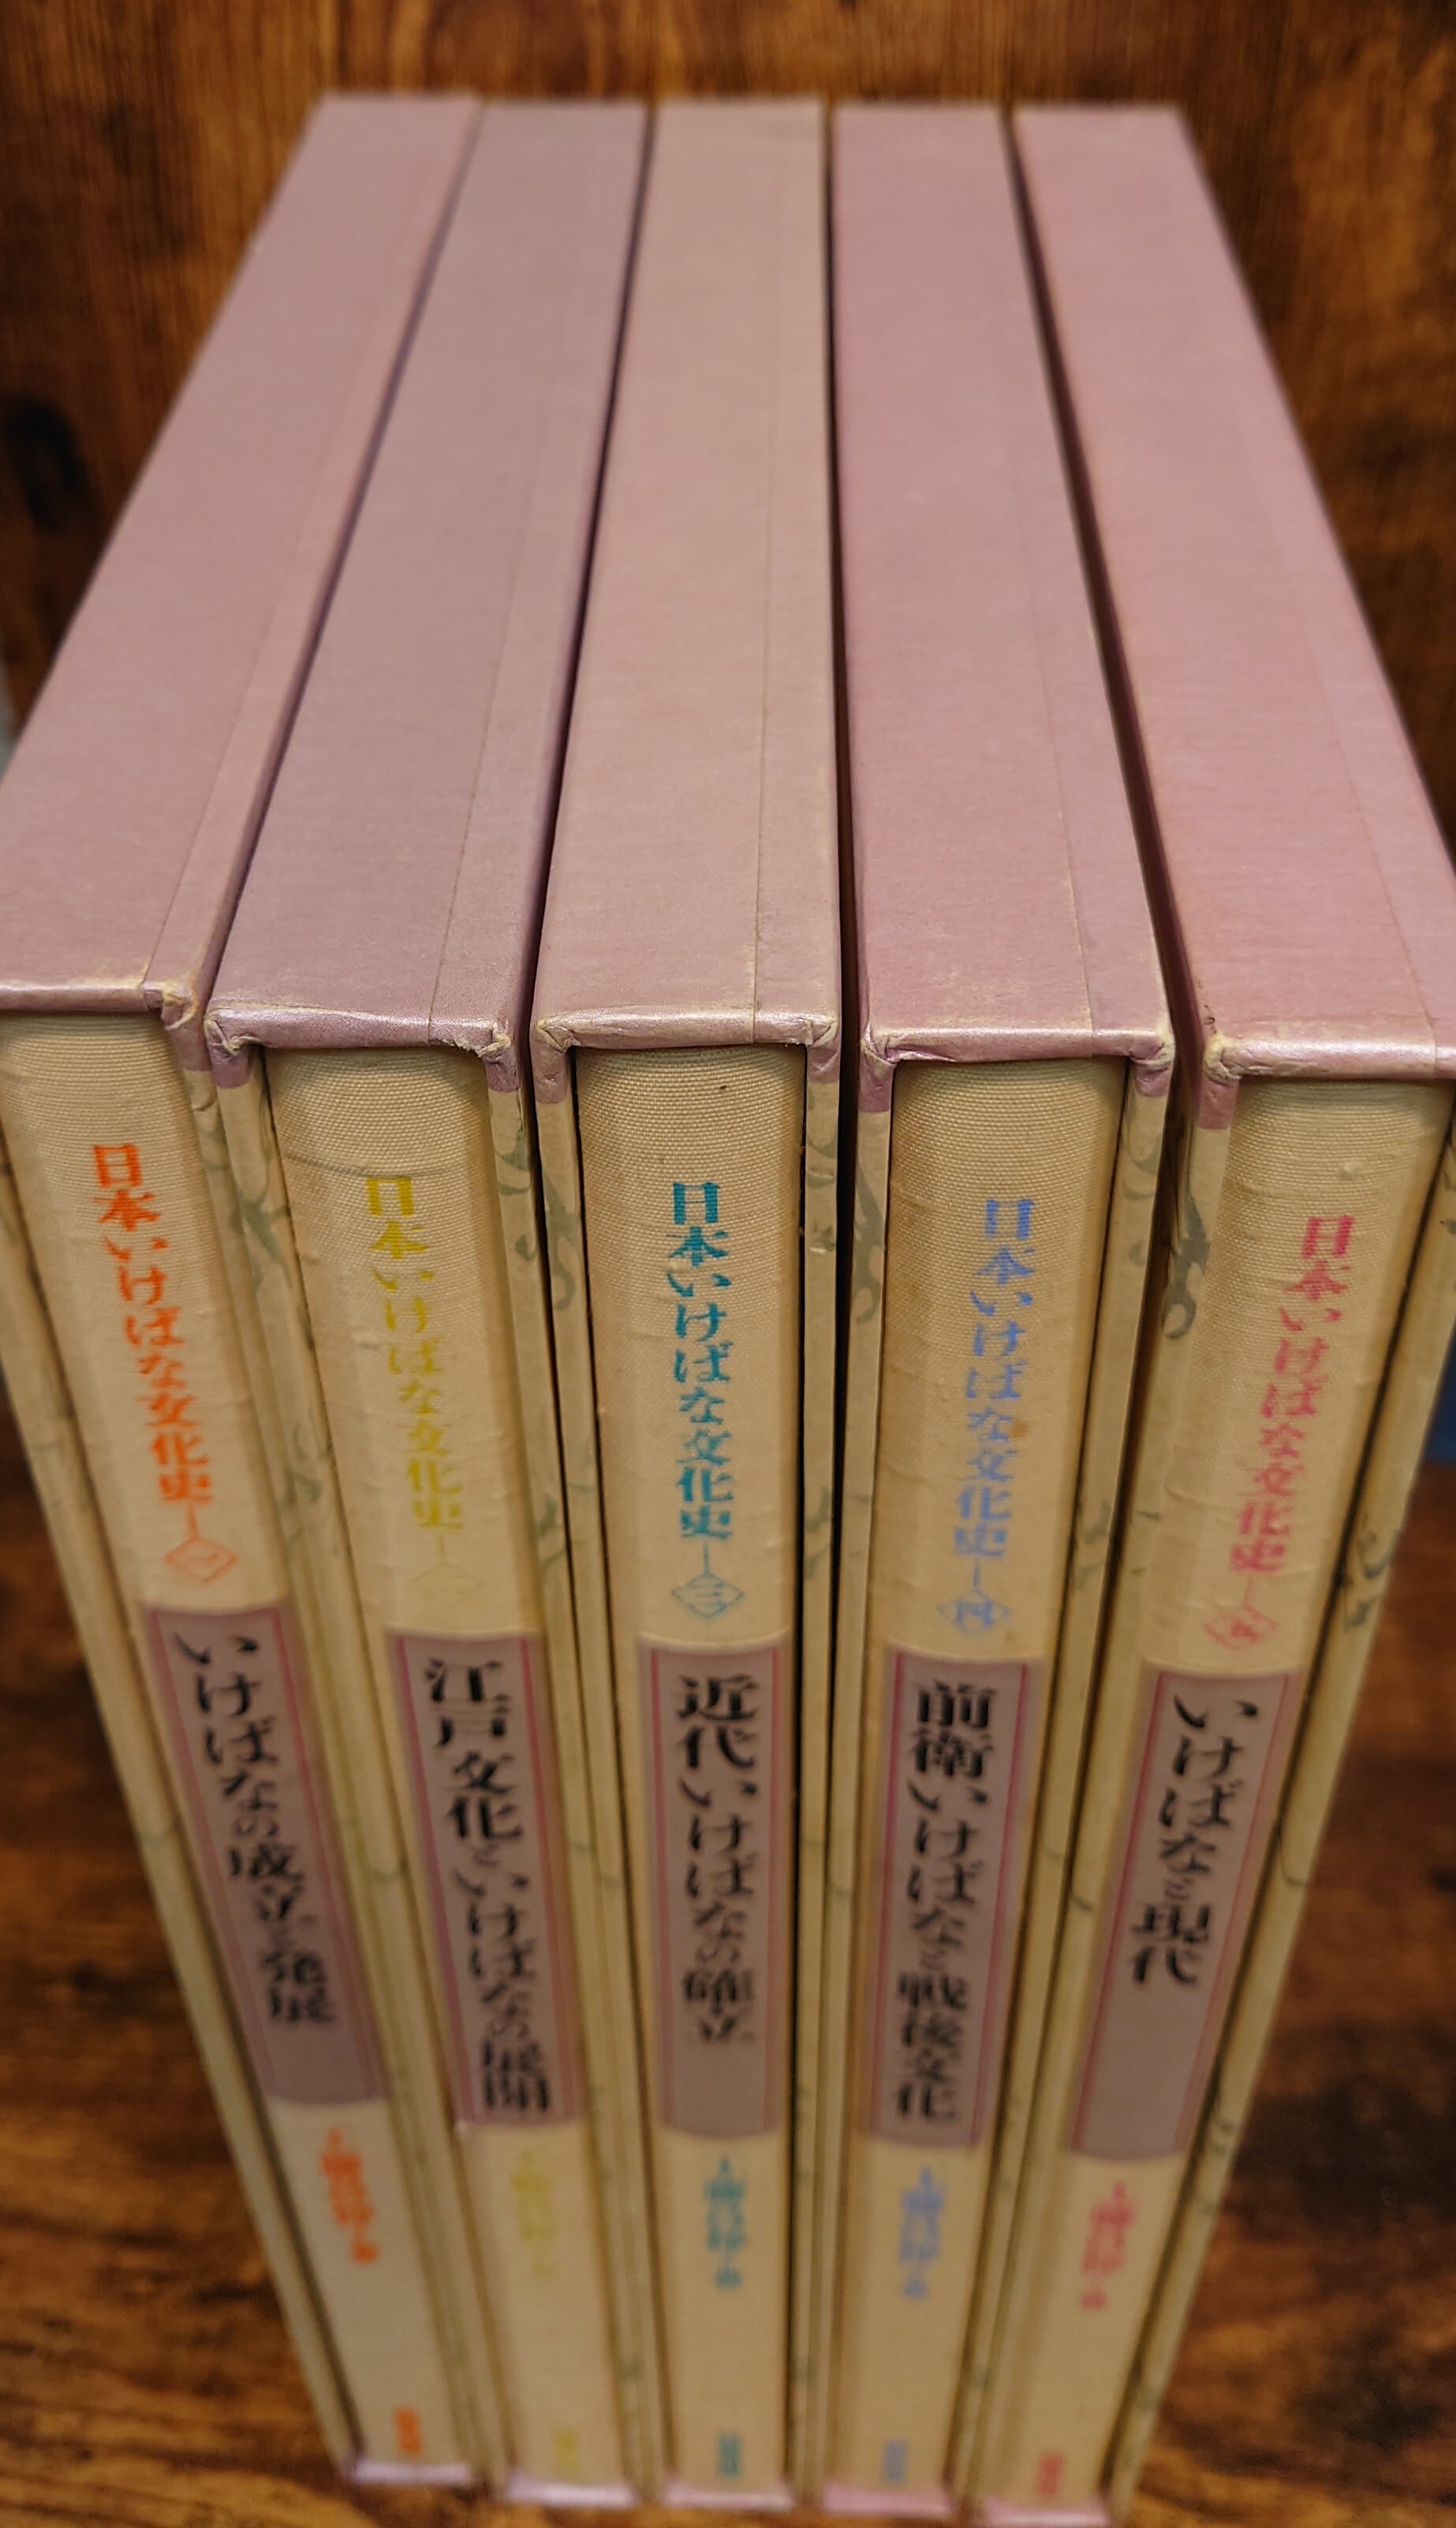 日本いけばな文化史 一
いけばなの成立と発展
日本いけばな文化史 二
江戸文化といけばなの展開
日本いけばな文化史 三
近代いけばなの確立
日本いけばな文化史 四
前衛いけばなと戦後文化
日本いけばな文化史 五
いけばなと現代